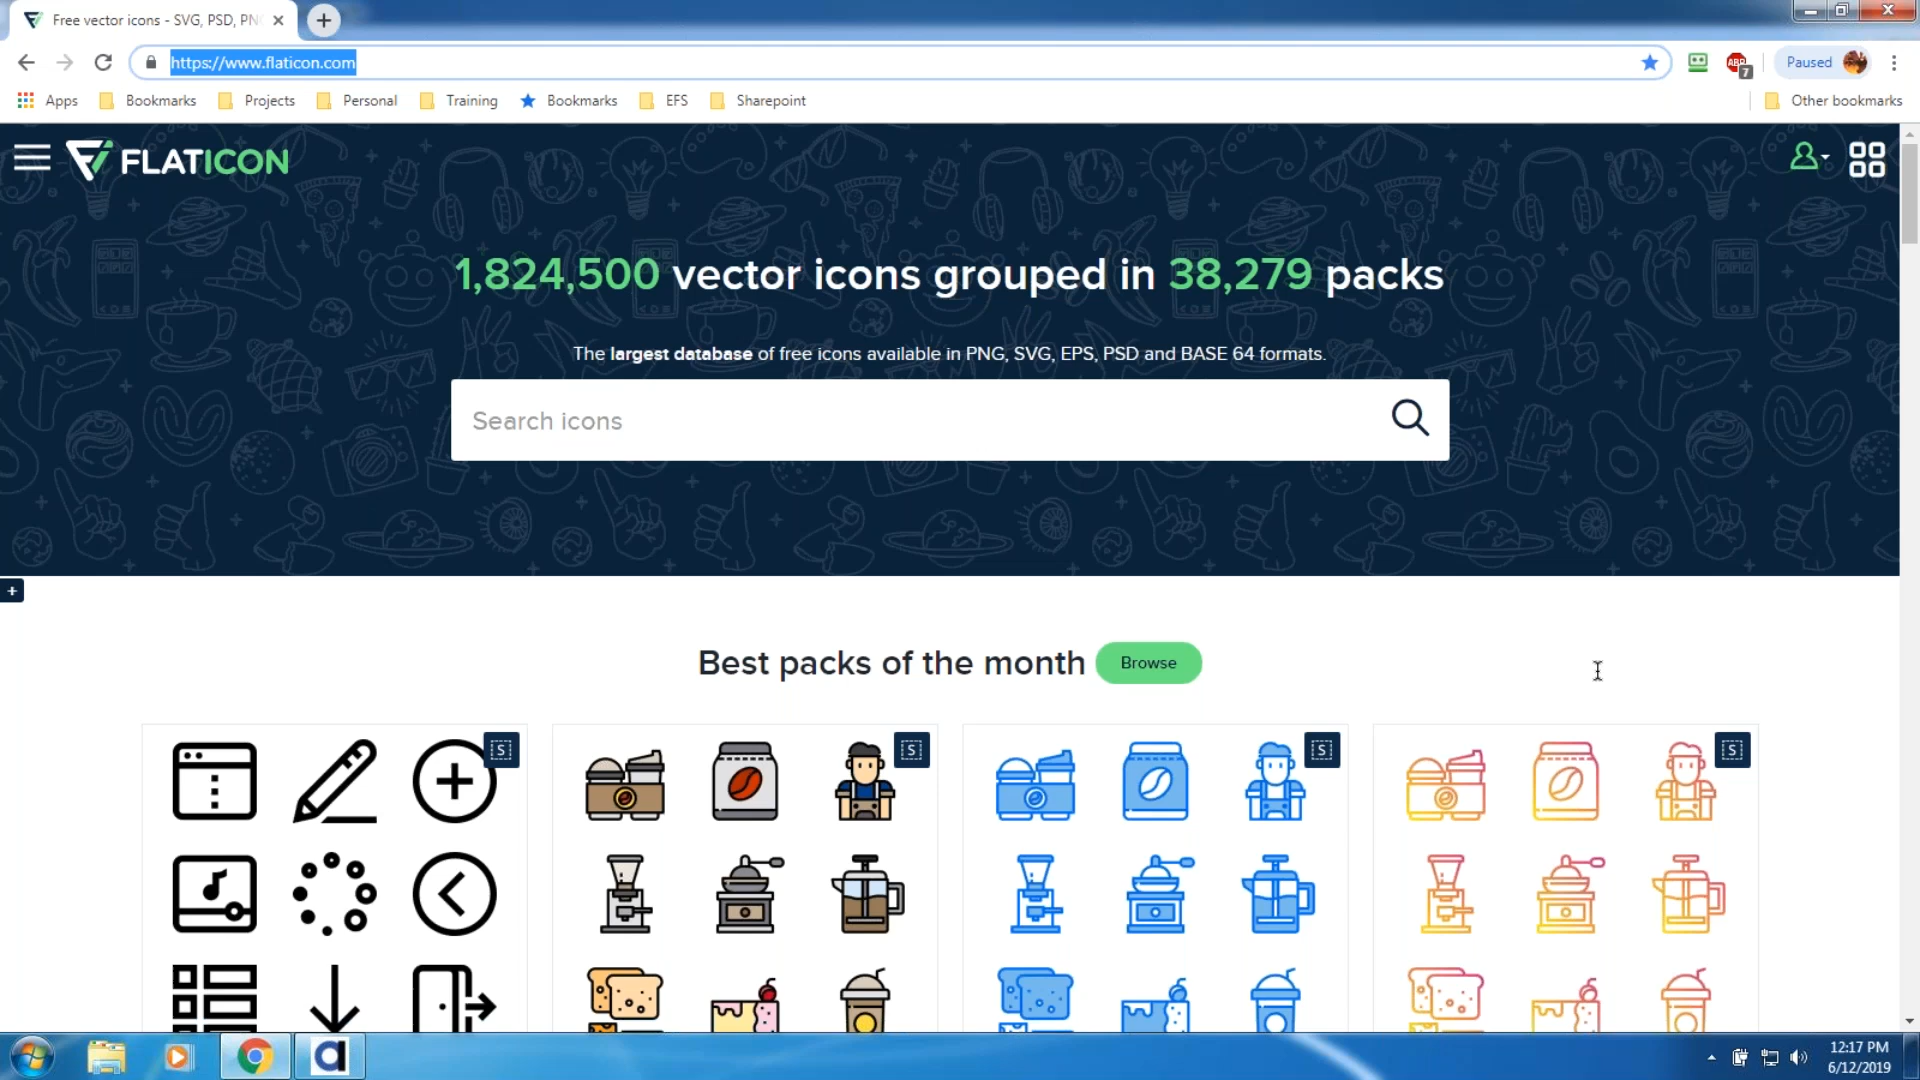 Free vector icons - SVG, PSD, PN
https://www.flaticon.com
ABP
7
Paused
Apps
Bookmarks
Projects
Personal
Training
Bookmarks
EFS
Sharepoint
Other bookmarks
FLATICON
1,824,500 vector icons grouped in 38,279 packs
The largest database of free icons available in PNG, SVG, EPS, PSD and BASE 64 formats.
Search icons
+
Best packs of the month
Browse
S
S
S
S
12:17 PM
6/12/2019